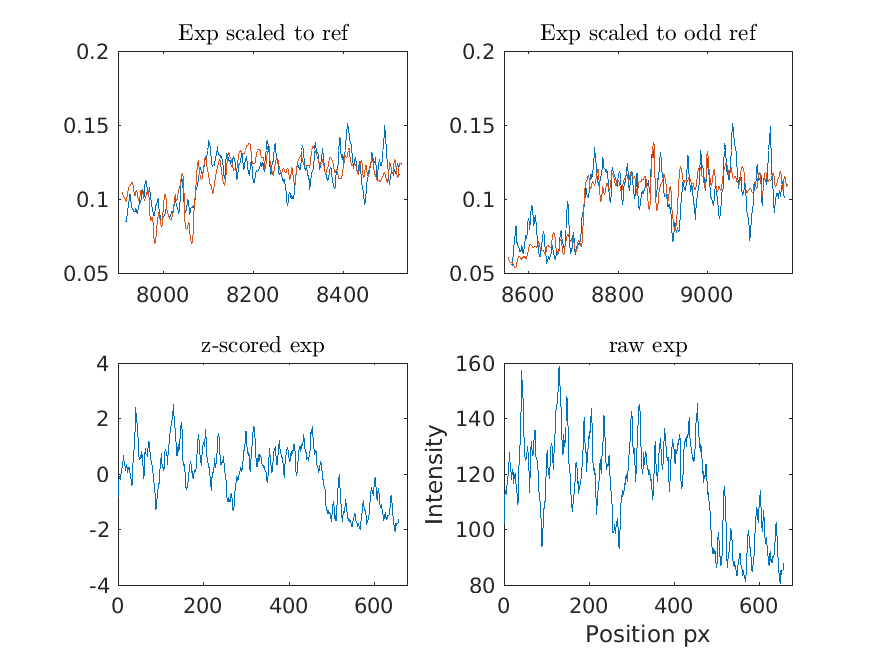 Exp scaled to ref
0.2
0.15
0.1
0.05
8000 8200 8400
Exp scaled to odd ref
0.2
0.15
0.1
0.05
8600 8800 9000
z-scored exp
4
2
0
-2
-4
0 200 400 600
raw exp
Intensity
160
140
120
100
80
0 200 400 600
Position px